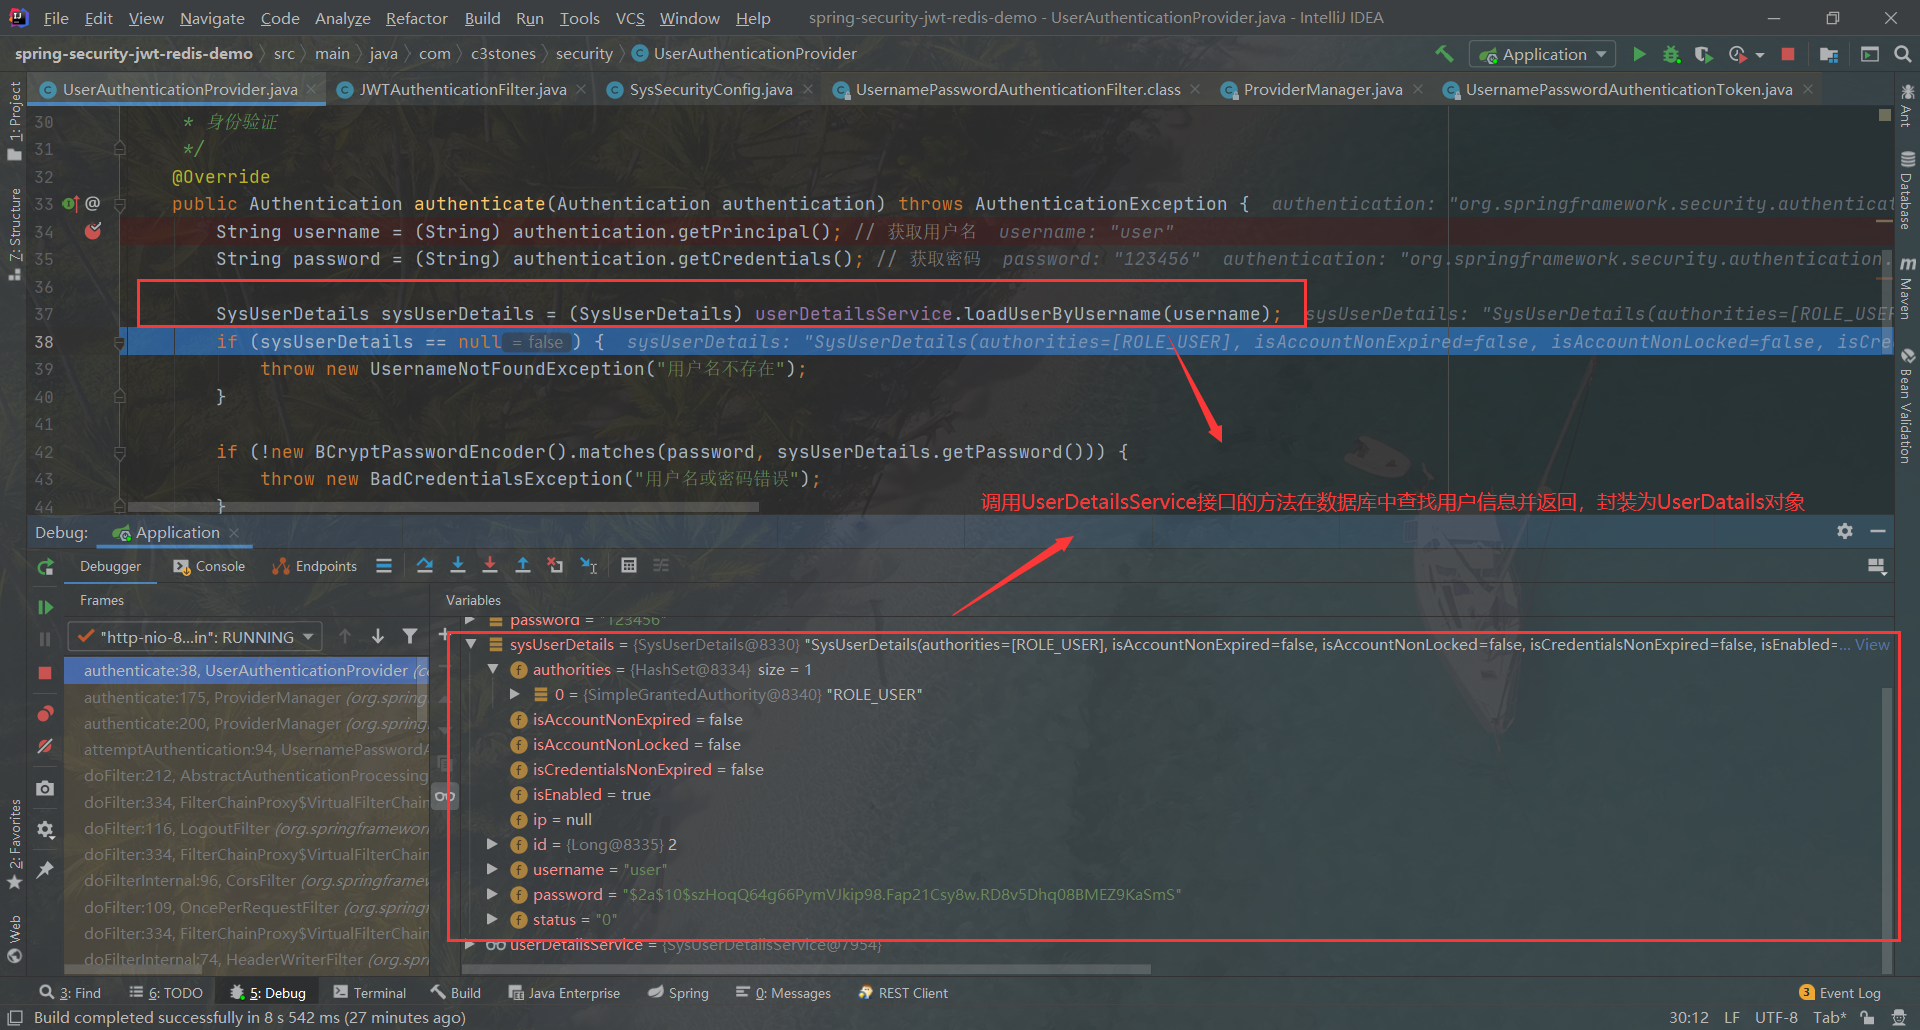 File Edit View Navigate Code Analyze Refactor Build Run Tools VCS Window Help spring-security-jwt-redis-demo - UserAuthenticationProvider.java - IntelliJ IDEA
spring-security-jwt-redis-demo src main java com c3stones security UserAuthenticationProvider Application
UserAuthenticationProvider.java JWTAuthenticationFilter.java SysSecurityConfig.java UsernamePasswordAuthenticationFilter.class ProviderManager.java UsernamePasswordAuthenticationToken.java
1: Project
7: Structure
2: Favorites
Web
Ant
Database
Maven
Bean Validation
30 * 身份验证
31 */
32 @Override
33 public Authentication authenticate(Authentication authentication) throws AuthenticationException { authentication: "org.springframework.security.authenticat
34 String username = (String) authentication.getPrincipal(); // 获取用户名 username: "user"
35 String password = (String) authentication.getCredentials(); // 获取密码 password: "123456" authentication: "org.springframework.security.authentication.
36
37 SysUserDetails sysUserDetails = (SysUserDetails) userDetailsService.loadUserByUsername(username); sysUserDetails: "SysUserDetails(authorities=[ROLE_USER
38 if (sysUserDetails == null = false ) { sysUserDetails: "SysUserDetails(authorities=[ROLE_USER], isAccountNonExpired=false, isAccountNonLocked=false, isCre
39 throw new UsernameNotFoundException("用户名不存在");
40 }
41
42 if (!new BCryptPasswordEncoder().matches(password, sysUserDetails.getPassword())) {
43 throw new BadCredentialsException("用户名或密码错误");
44 }
调用UserDetailsService接口的方法在数据库中查找用户信息并返回，封装为UserDatails对象
Debug: Application
Debugger Console Endpoints
Frames
Variables
"http-nio-8...in": RUNNING
authenticate:38, UserAuthenticationProvider (c
authenticate:175, ProviderManager (org.spring
authenticate:200, ProviderManager (org.spring
attemptAuthentication:94, UsernamePasswordA
doFilter:212, AbstractAuthenticationProcessing
doFilter:334, FilterChainProxy$VirtualFilterChain
doFilter:116, LogoutFilter (org.springframewor
doFilter:334, FilterChainProxy$VirtualFilterChain
doFilterInternal:96, CorsFilter (org.springframew
doFilter:109, OncePerRequestFilter (org.springf
doFilter:334, FilterChainProxy$VirtualFilterChain
doFilterInternal:74, HeaderWriterFilter (org.spri
password = "123456"
sysUserDetails = {SysUserDetails@8330} "SysUserDetails(authorities=[ROLE_USER], isAccountNonExpired=false, isAccountNonLocked=false, isCredentialsNonExpired=false, isEnabled=... View
authorities = {HashSet@8334} size = 1
0 = {SimpleGrantedAuthority@8340} "ROLE_USER"
isAccountNonExpired = false
isAccountNonLocked = false
isCredentialsNonExpired = false
isEnabled = true
ip = null
id = {Long@8335} 2
username = "user"
password = "$2a$10$szHoqQ64g66PymVJkip98.Fap21Csy8w.RD8v5Dhq08BMEZ9KaSmS"
status = "0"
userDetailsService = {SysUserDetailsService@7954}
3: Find 6: TODO 5: Debug Terminal Build Java Enterprise Spring 0: Messages REST Client 3 Event Log
Build completed successfully in 8 s 542 ms (27 minutes ago) 30:12 LF UTF-8 Tab*